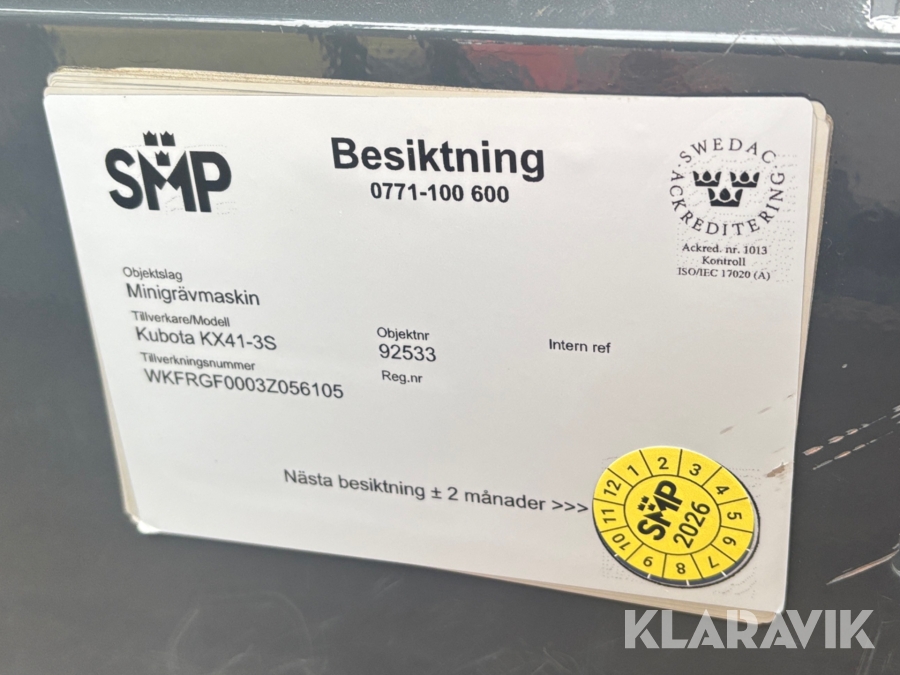 SMP
Besiktning
0771-100 600
SWEDAC
ACKREDITERING
Ackred. nr. 1013
Kontroll
ISO/IEC 17020 (A)
Objektslag
Minigrävmaskin
Tillverkare/Modell
Kubota KX41-3S
Objektnr
92533
Intern ref
Tillverkningsnummer
WKFRGF0003Z056105
Reg.nr
Nästa besiktning ± 2 månader >>>
1 2 3 4 5 6 7 8 9 10 11 12
SMP
2026
KLARAVIK